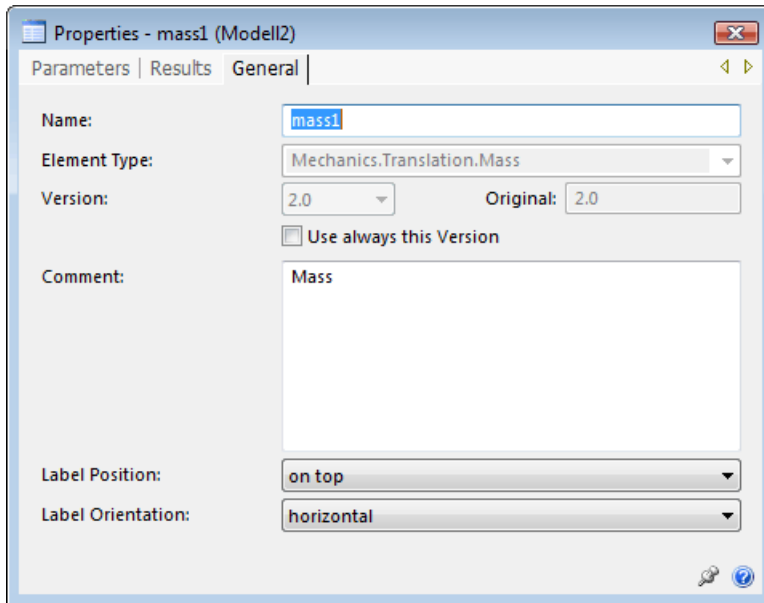 Properties - mass1 (Modell2)
Parameters | Results General
Name: mass1
Element Type: Mechanics.Translation.Mass
Version: 2.0 Original: 2.0
Use always this Version
Comment: Mass
Label Position: on top
Label Orientation: horizontal